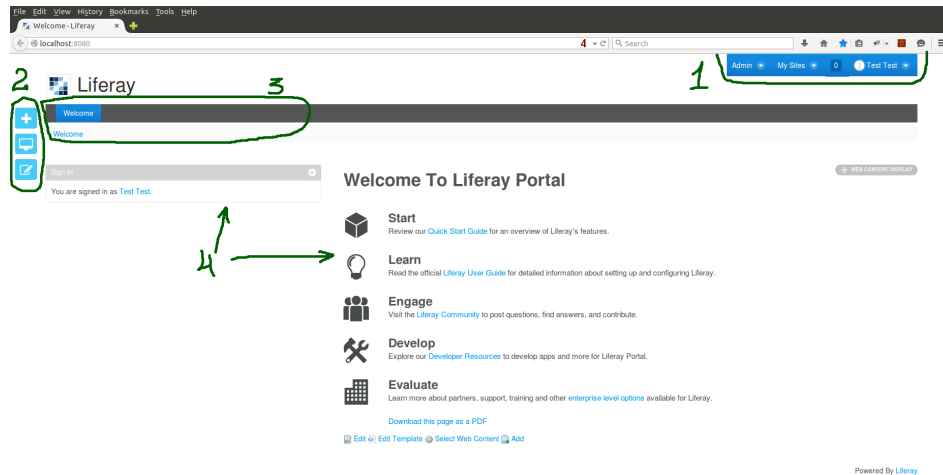 File Edit View History Bookmarks Tools Help
Welcome - Liferay
localhost:8080
4
Search
Admin My Sites 0 Test Test
1
2
Liferay
3
Welcome
Welcome
Sign In
You are signed in as Test Test.
4
WEB CONTENT DISPLAY
Welcome To Liferay Portal
Start
Review our Quick Start Guide for an overview of Liferay's features.
Learn
Read the official Liferay User Guide for detailed information about setting up and configuring Liferay.
Engage
Visit the Liferay Community to post questions, find answers, and contribute.
Develop
Explore our Developer Resources to develop apps and more for Liferay Portal.
Evaluate
Learn more about partners, support, training and other enterprise level options available for Liferay.
Download this page as a PDF
Edit Edit Template Select Web Content Add
Powered By Liferay